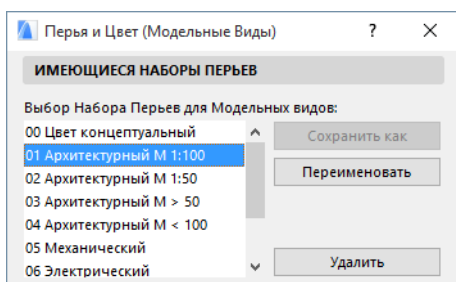 Перья и Цвет (Модельные Виды) ?
ИМЕЮЩИЕСЯ НАБОРЫ ПЕРЬЕВ
Выбор Набора Перьев для Модельных видов:
00 Цвет концептуальный
Сохранить как
01 Архитектурный М 1:100
Переименовать
02 Архитектурный М 1:50
03 Архитектурный М > 50
04 Архитектурный М < 100
05 Механический
06 Электрический
Удалить